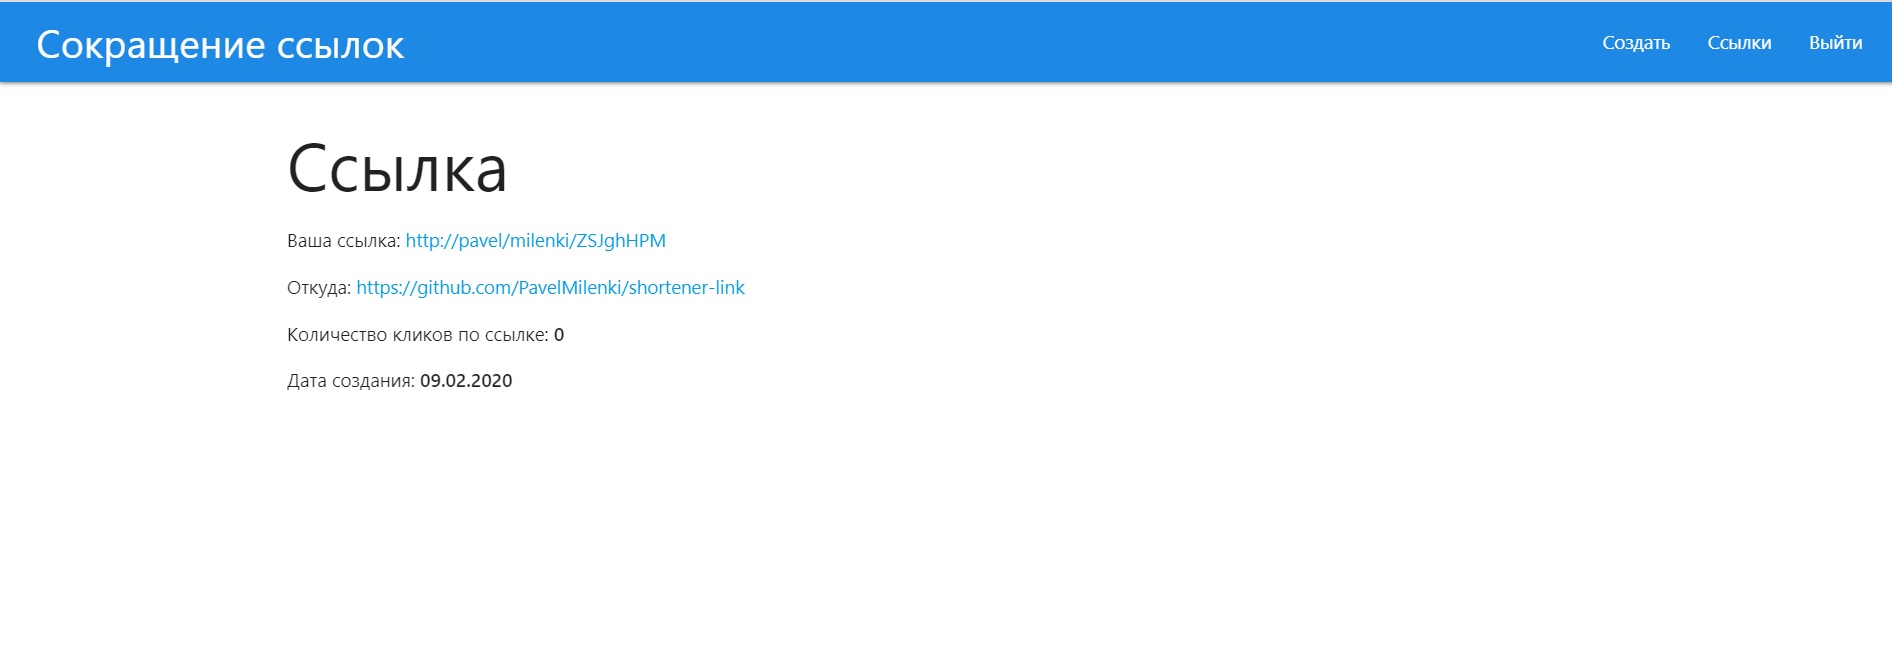 Сокращение ссылок
Создать Ссылки Выйти
Ссылка
Ваша ссылка: http://pavel/milenki/ZSJghHPM
Откуда: https://github.com/PavelMilenki/shortener-link
Количество кликов по ссылке: 0
Дата создания: 09.02.2020